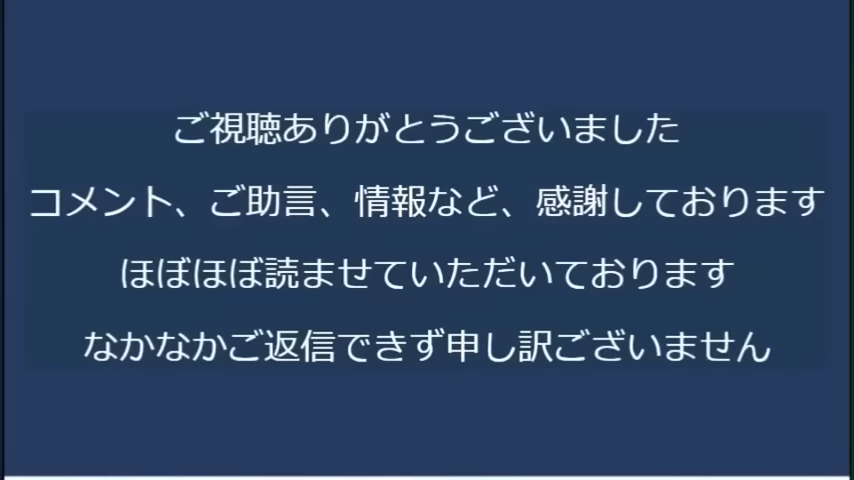 ご視聴ありがとうございました
コメント、ご助言、情報など、感謝しております
ほぼほぼ読ませていただいております
なかなかご返信できず申し訳ございません